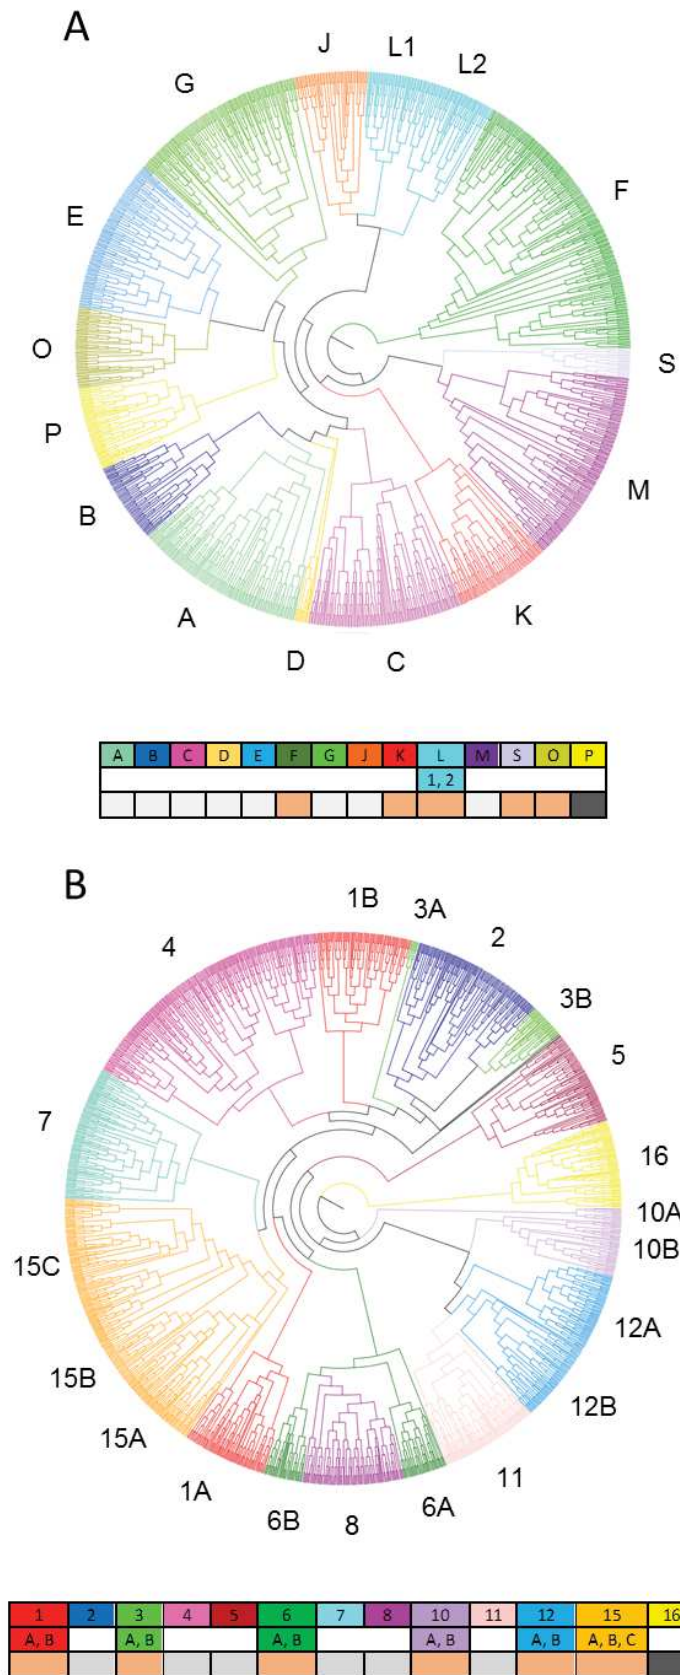 A
J L1 L2
G
F
E
O
S
P
M
B
A
K
D C
A B C D E F G J K L M S O P
1, 2
B
1B 3A 2
4
3B
5
7
16
10A
10B
15C
12A
15B
12B
15A
11
1A
6B 8 6A
1 2 3 4 5 6 7 8 10 11 12 15 16
A, B A, B A, B A, B A, B A, B, C